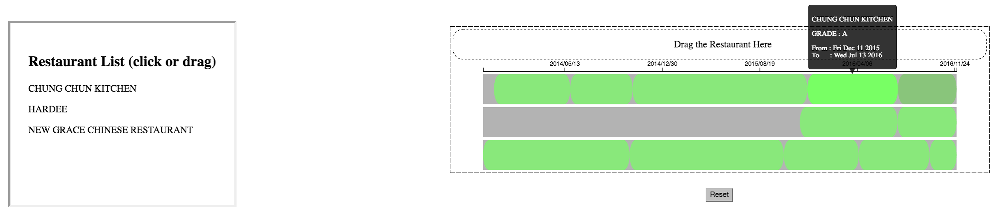 Restaurant List (click or drag)
CHUNG CHUN KITCHEN
HARDEE
NEW GRACE CHINESE RESTAURANT
CHUNG CHUN KITCHEN
GRADE : A
From : Fri Dec 11 2015
To : Wed Jul 13 2016
Drag the Restaurant Here
2014/05/13 2014/12/30 2015/08/19 2016/04/06 2016/11/24
Reset